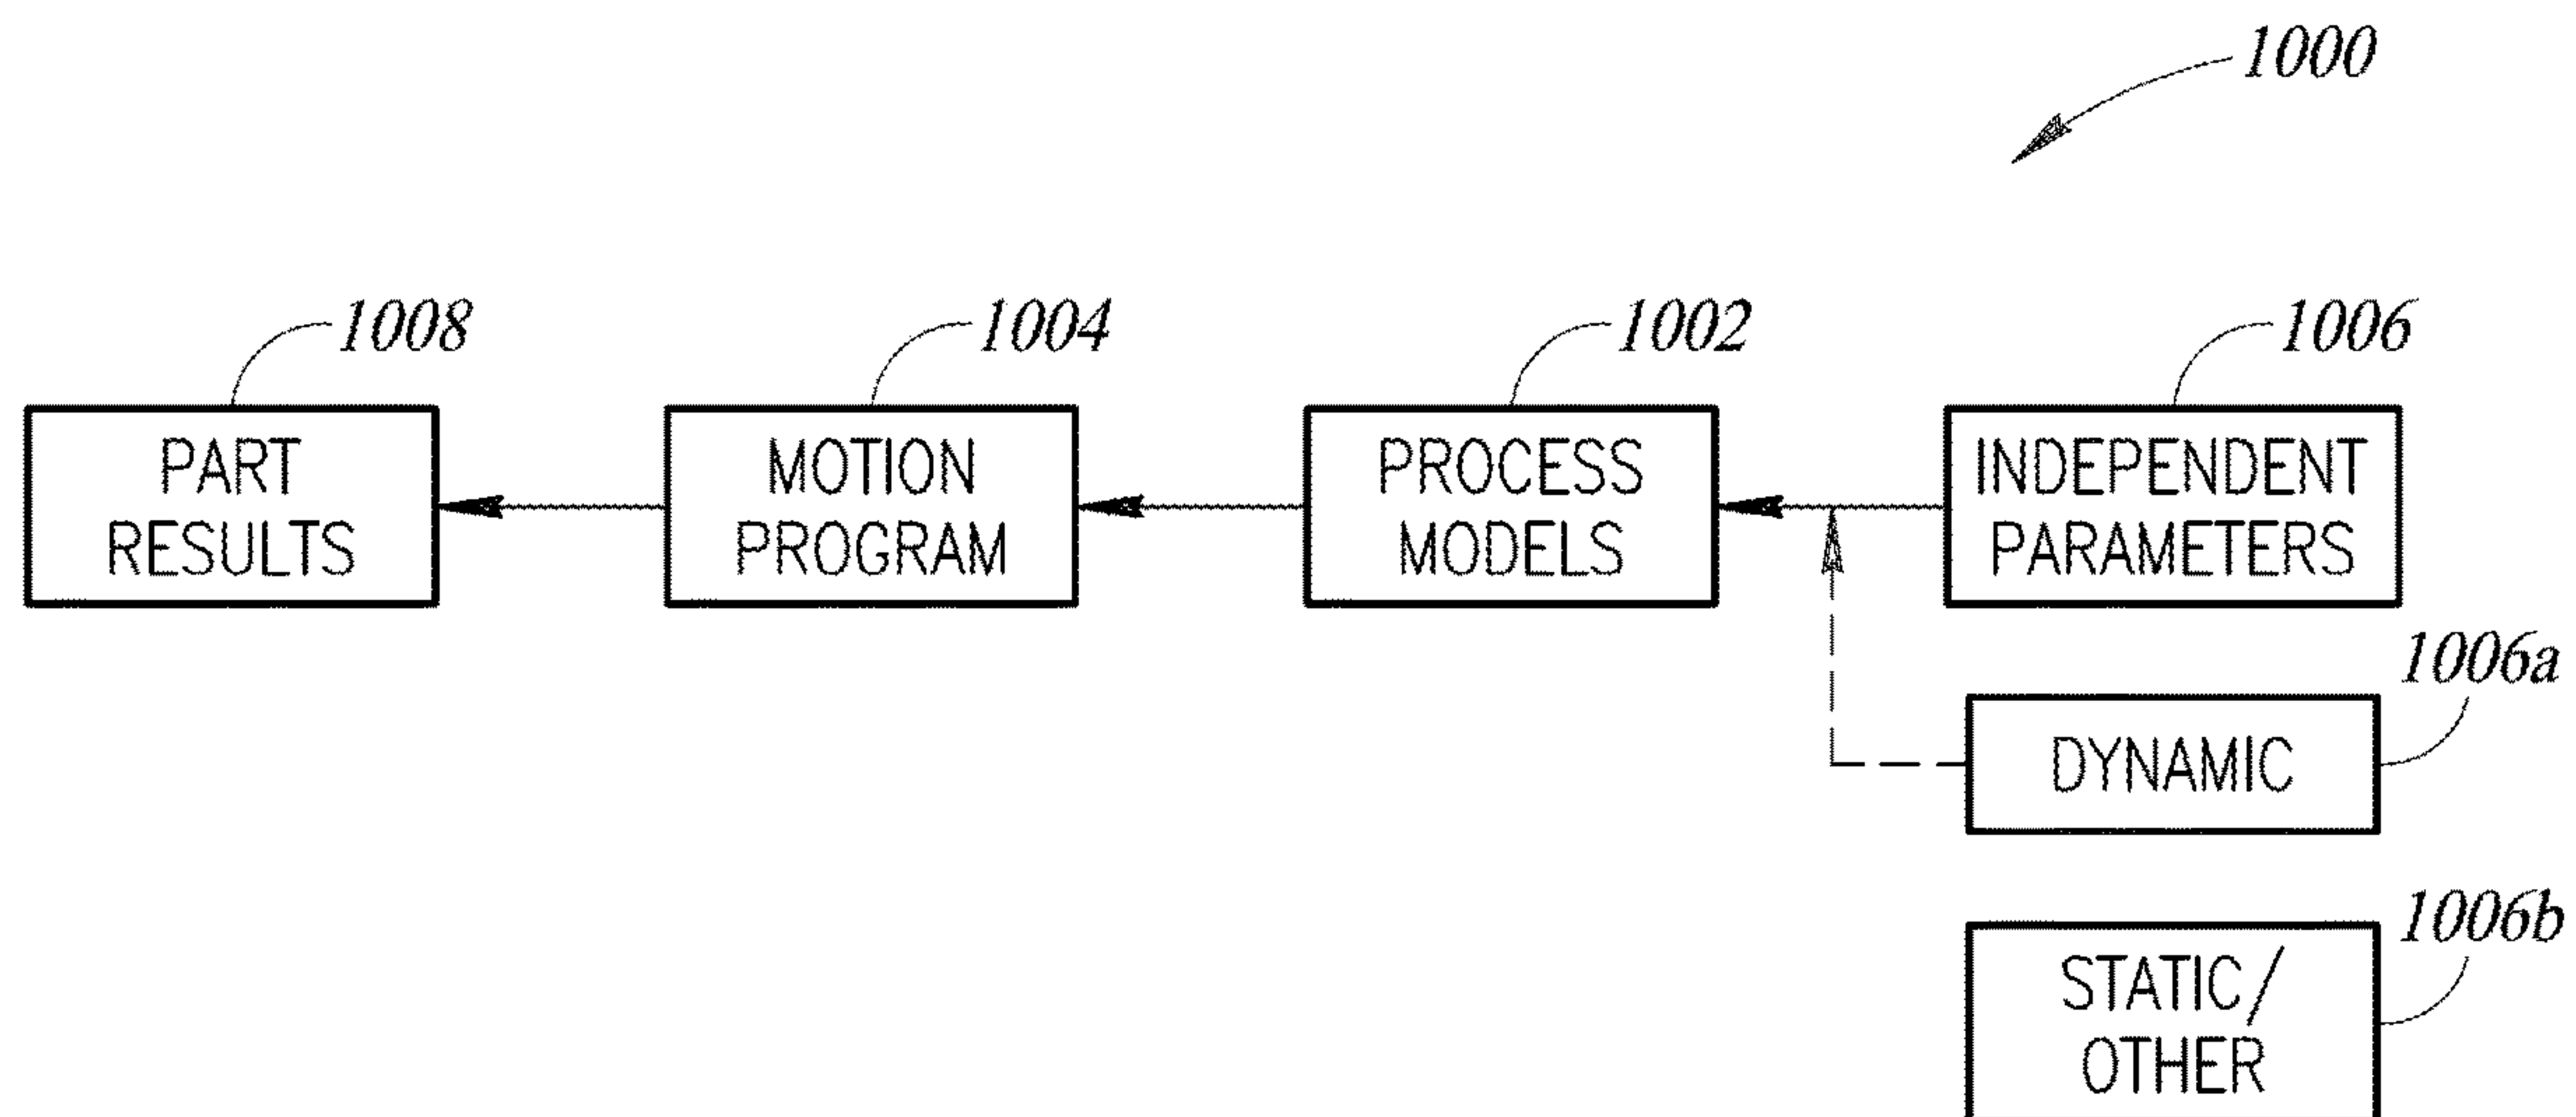 1000
1008
1004
1002
1006
PART
RESULTS
MOTION
PROGRAM
PROCESS
MODELS
INDEPENDENT
PARAMETERS
1006a
DYNAMIC
1006b
STATIC/
OTHER